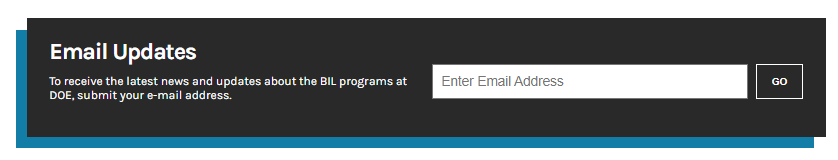 Email Updates
To receive the latest news and updates about the BIL programs at
DOE, submit your e-mail address.
Enter Email Address
GO